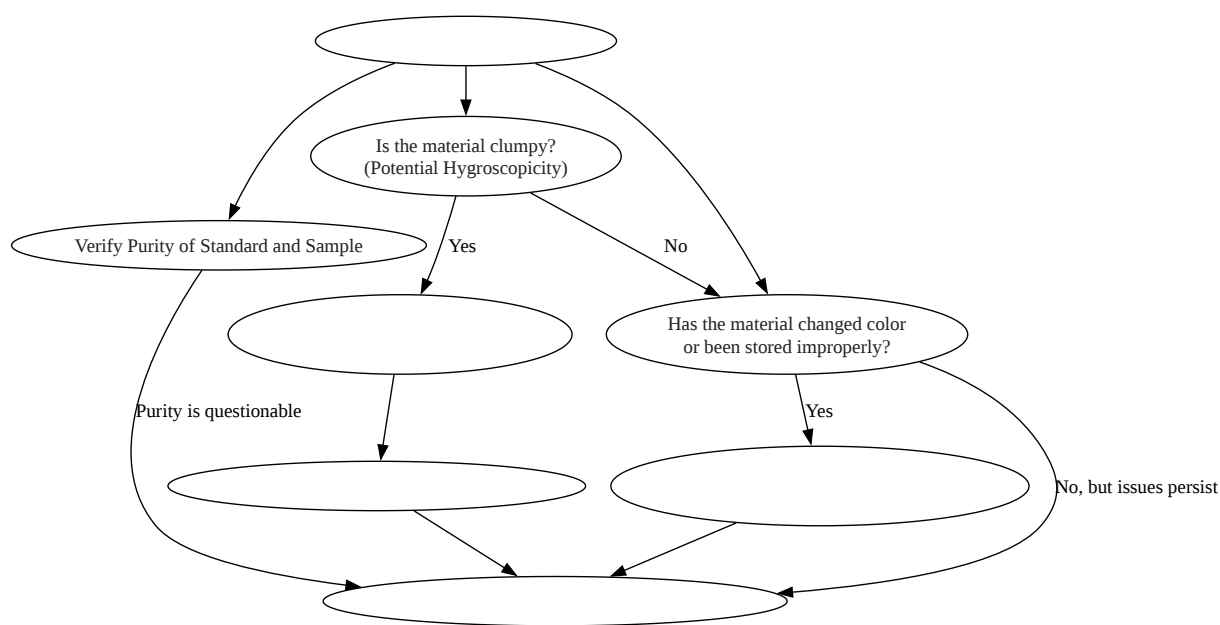 Is the material clumpy?
(Potential Hygroscopicity)
Verify Purity of Standard and Sample
Yes
No
Has the material changed color
or been stored improperly?
Purity is questionable
Yes
No, but issues persist